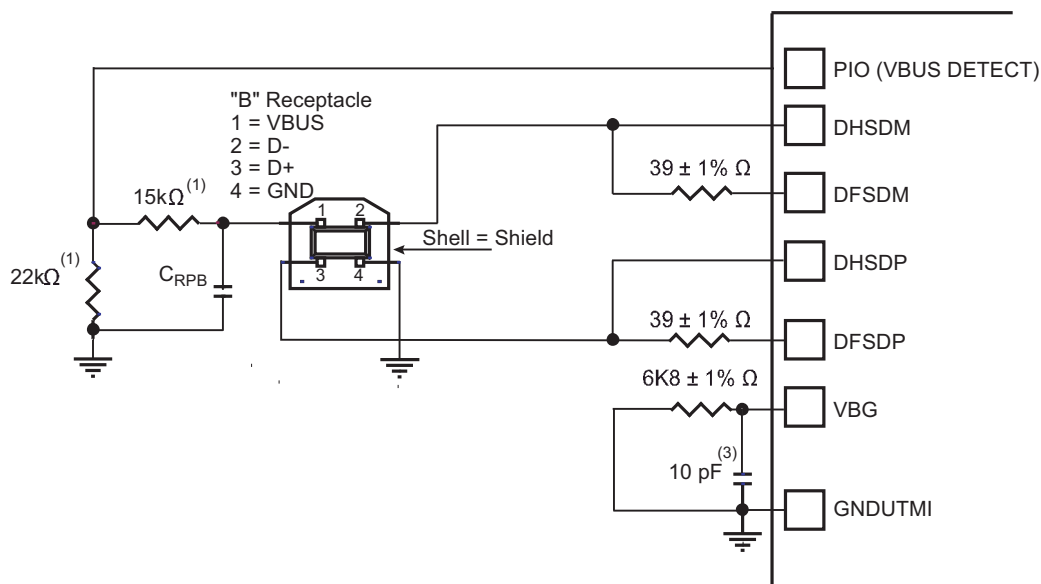 PIO (VBUS DETECT)
"B" Receptacle
1 = VBUS
2 = D-
3 = D+
4 = GND
DHSDM
39 ± 1% Ω
DFSDM
15kΩ (1)
1 2
Shell = Shield
3 4
DHSDP
22kΩ (1)
CRPB
39 ± 1% Ω
DFSDP
6K8 ± 1% Ω
VBG
10 pF (3)
GNDUTMI